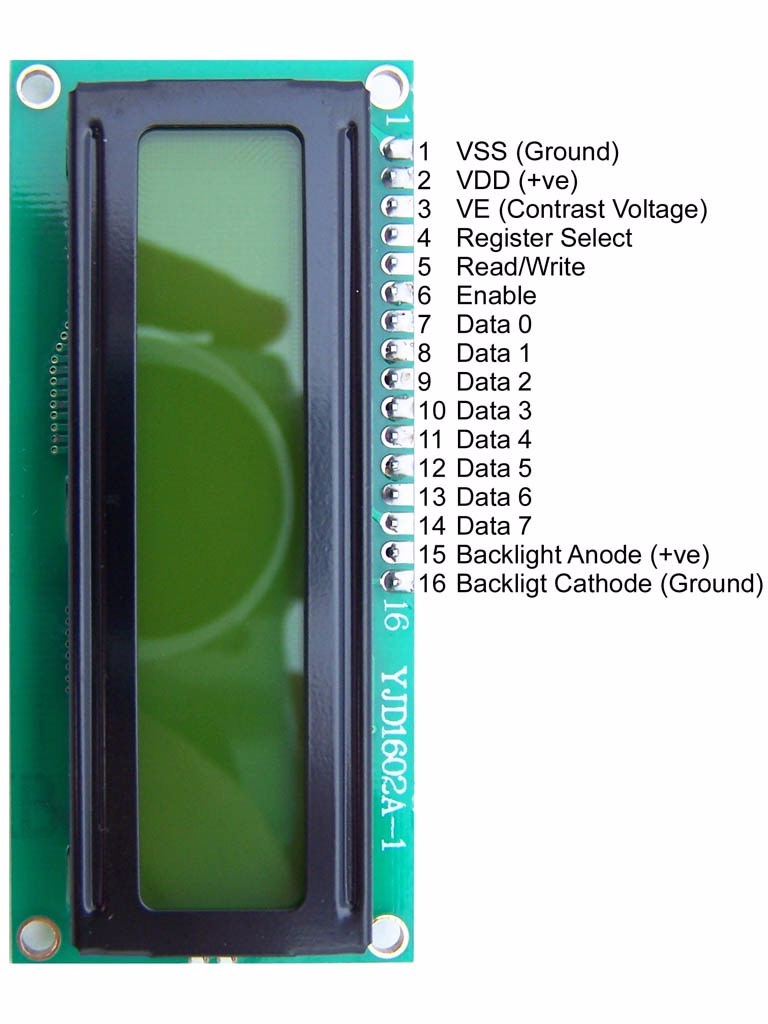 1
1 VSS (Ground)
2 VDD (+ve)
3 VE (Contrast Voltage)
4 Register Select
5 Read/Write
6 Enable
7 Data 0
8 Data 1
9 Data 2
10 Data 3
11 Data 4
12 Data 5
13 Data 6
14 Data 7
15 Backlight Anode (+ve)
16 Backligt Cathode (Ground)
16
YJD1602A-1